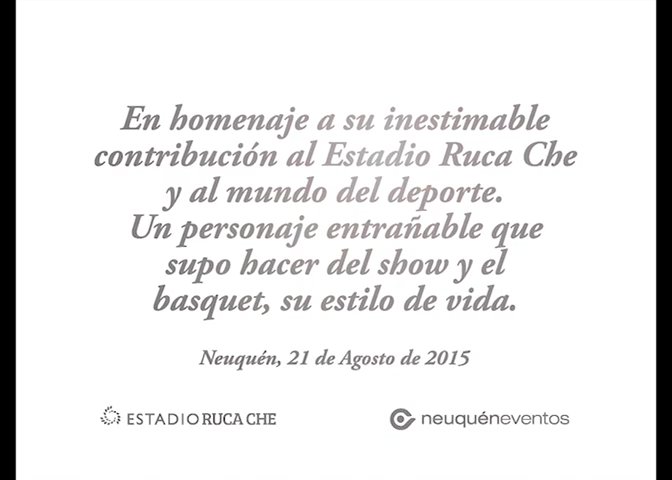 En homenaje a su inestimable
contribución al Estadio Ruca Che
y al mundo del deporte.
Un personaje entrañable que
supo hacer del show y el
basquet, su estilo de vida.
Neuquén, 21 de Agosto de 2015
ESTADIO RUCA CHE
neuquéneventos